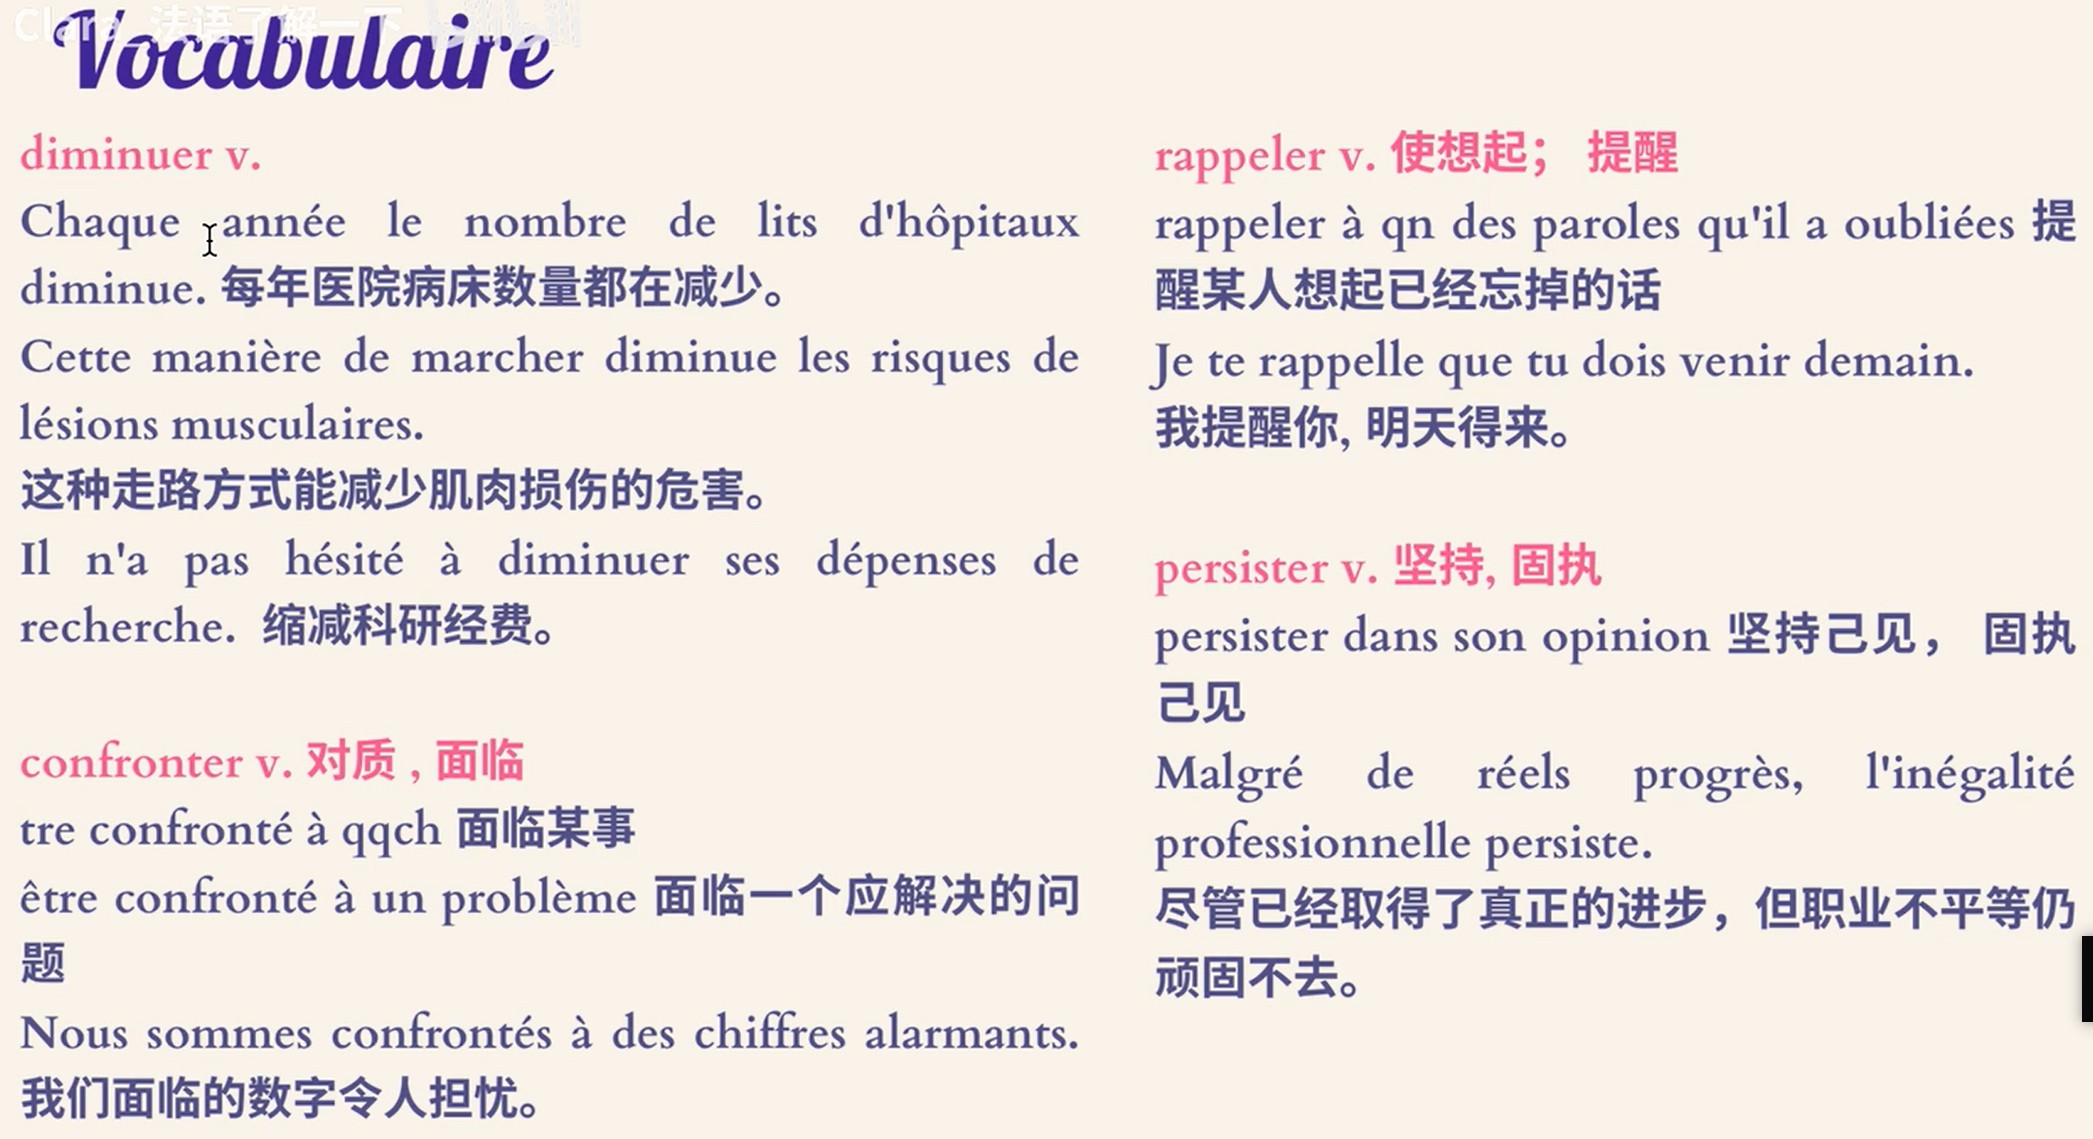 Clara_法语了解一下
Vocabulaire
diminuer v.
Chaque année le nombre de lits d'hôpitaux
diminue. 每年医院病床数量都在减少。
Cette manière de marcher diminue les risques de
lésions musculaires.
这种走路方式能减少肌肉损伤的危害。
Il n'a pas hésité à diminuer ses dépenses de
recherche. 缩减科研经费。
confronter v. 对质 , 面临
tre confronté à qqch 面临某事
être confronté à un problème 面临一个应解决的问
题
Nous sommes confrontés à des chiffres alarmants.
我们面临的数字令人担忧。
rappeler v. 使想起； 提醒
rappeler à qn des paroles qu'il a oubliées 提
醒某人想起已经忘掉的话
Je te rappelle que tu dois venir demain.
我提醒你, 明天得来。
persister v. 坚持, 固执
persister dans son opinion 坚持己见， 固执
己见
Malgré de réels progrès, l'inégalité
professionnelle persiste.
尽管已经取得了真正的进步，但职业不平等仍
顽固不去。